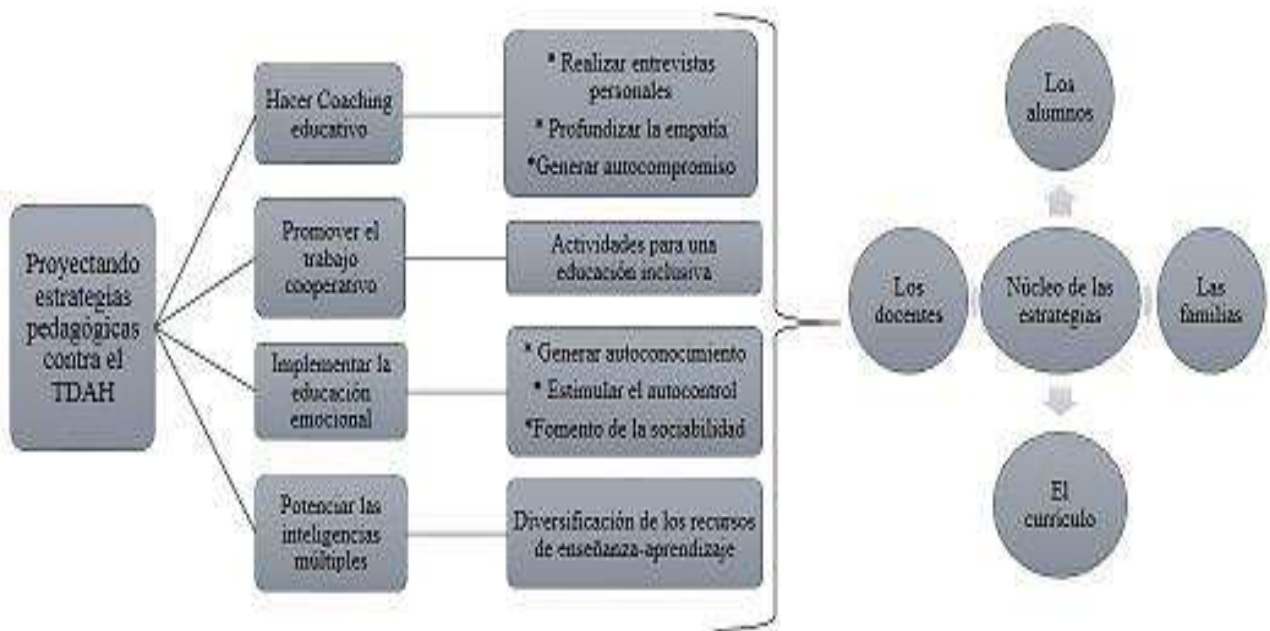 Proyectando
estrategias
pedagógicas
contra el
TDAH
Hacer Coaching
educativo
* Realizar entrevistas
personales
* Profundizar la empatía
*Generar autocompromiso
Promover el
trabajo
cooperativo
Actividades para una
educación inclusiva
Implementar la
educación
emocional
* Generar autoconocimiento
* Estimular el autocontrol
*Fomento de la sociabilidad
Potenciar las
inteligencias
múltiples
Diversificación de los recursos
de enseñanza-aprendizaje
Los
alumnos
Los
docentes
Núcleo de las
estrategias
Las
familias
El
currículo